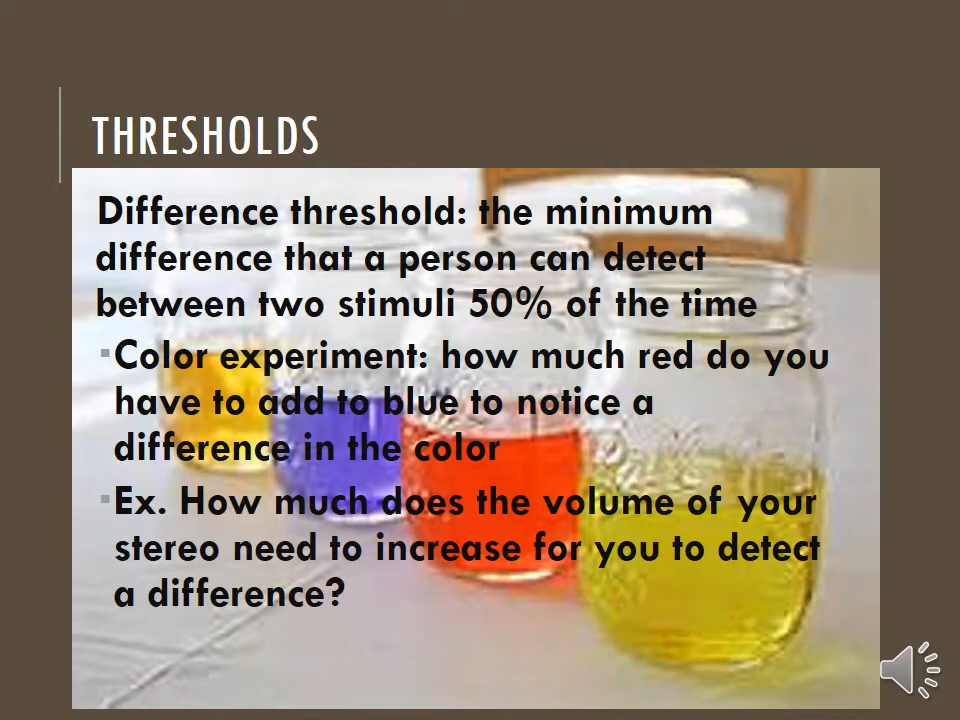 THRESHOLDS
Difference threshold: the minimum
difference that a person can detect
between two stimuli 50% of the time
▪Color experiment: how much red do you
have to add to blue to notice a
difference in the color
▪Ex. How much does the volume of your
stereo need to increase for you to detect
a difference?